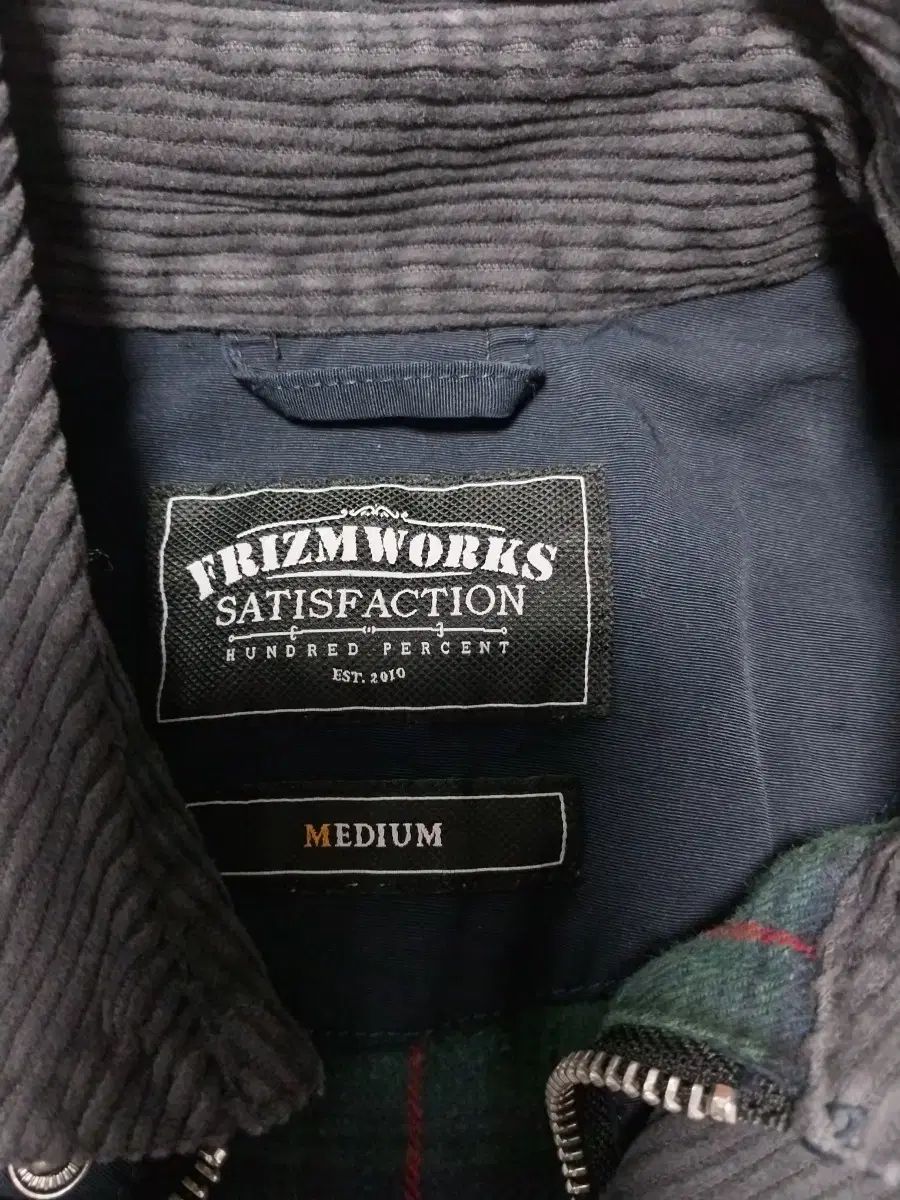 FRIZMWORKS
SATISFACTION
HUNDRED PERCENT
EST. 2010
MEDIUM